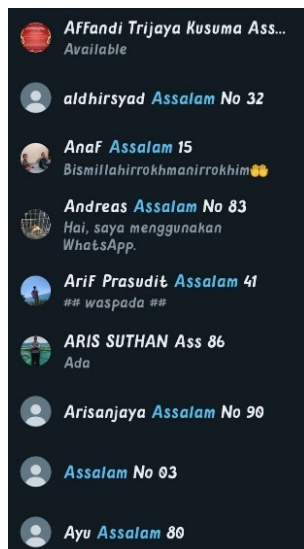 Affandi Trijaya Kusuma Ass...
Available
aldhirsyad Assalam No 32
Anaf Assalam 15
Bismillahirrokhmanirrokhim🤲
Andreas Assalam No 83
Hai, saya menggunakan
WhatsApp.
Arif Prasudit Assalam 41
## waspada ##
ARIS SUTHAN Ass 86
Ada
Arisanjaya Assalam No 90
Assalam No 03
Ayu Assalam 80